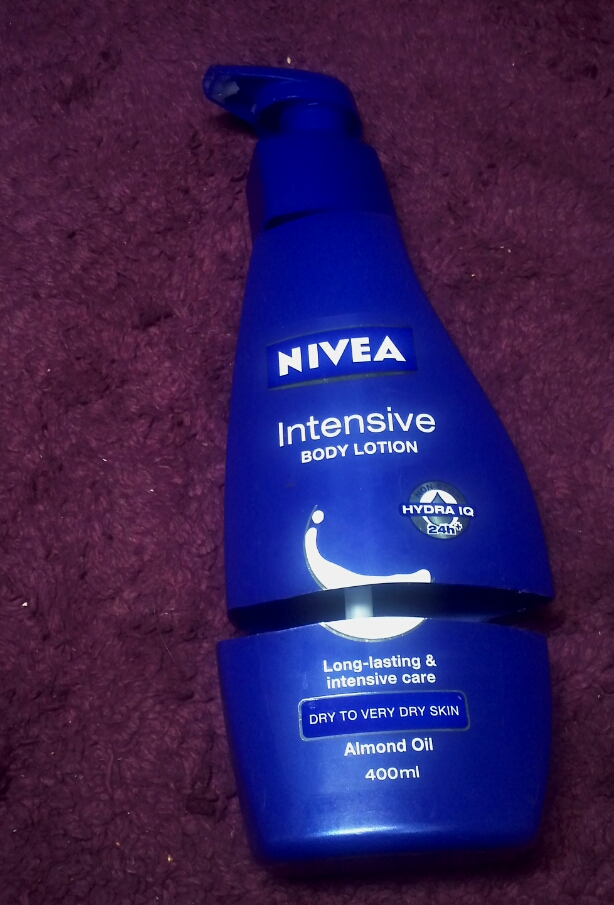 NIVEA
Intensive
BODY LOTION
HYDRA IQ
24h+
Long-lasting &
intensive care
DRY TO VERY DRY SKIN
Almond Oil
400ml